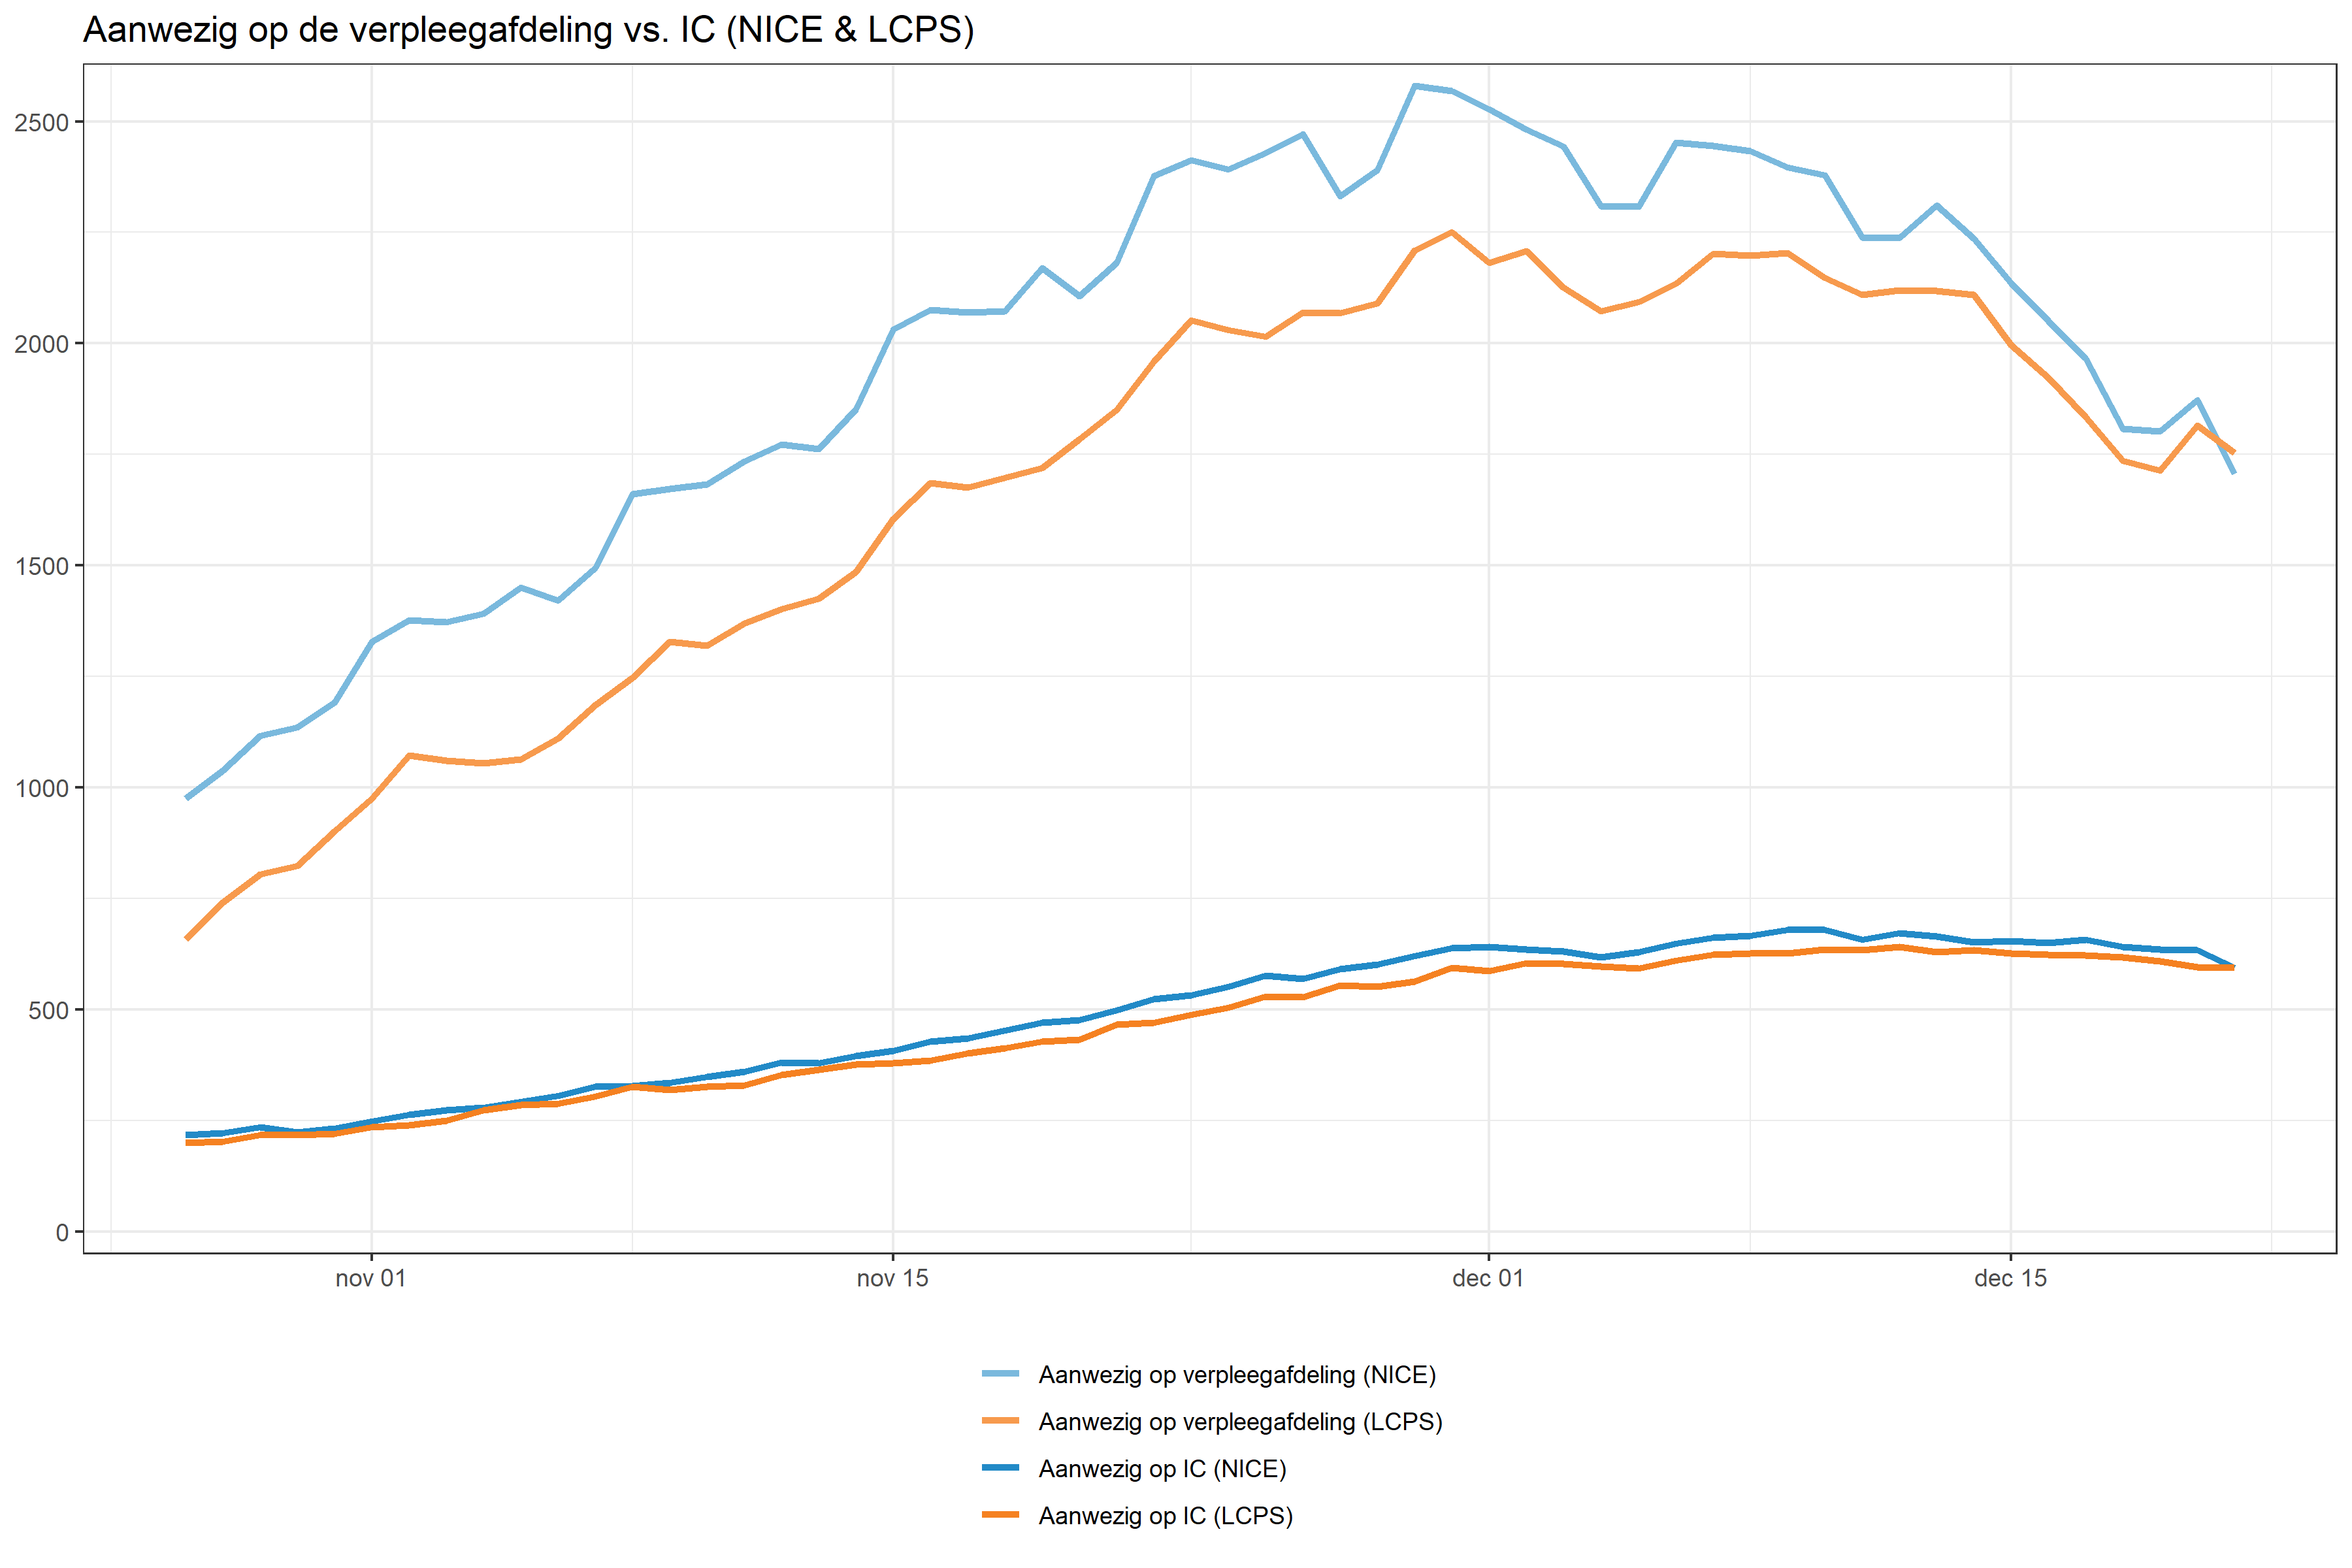 Aanwezig op de verpleegafdeling vs. IC (NICE & LCPS)
2500
2000
1500
1000
500
0
nov 01 nov 15 dec 01 dec 15
Aanwezig op verpleegafdeling (NICE)
Aanwezig op verpleegafdeling (LCPS)
Aanwezig op IC (NICE)
Aanwezig op IC (LCPS)